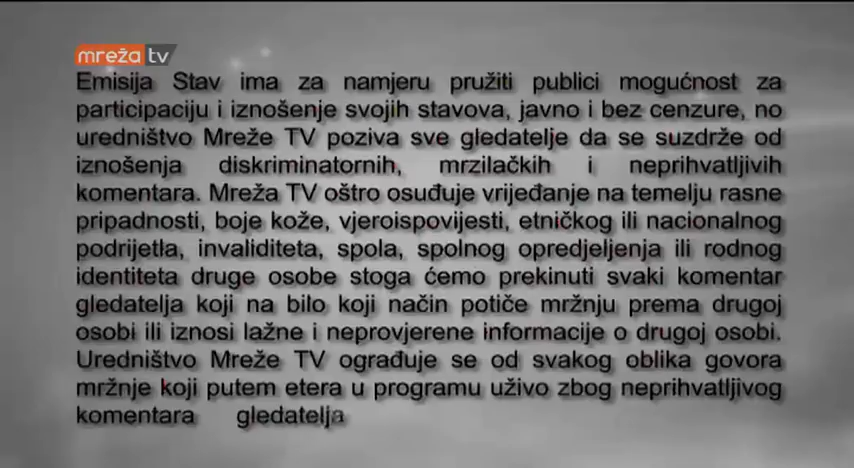 mreža tv
Emisija Stav ima za namjeru pružiti publici mogućnost za
participaciju i iznošenje svojih stavova, javno i bez cenzure, no
uredništvo Mreže TV poziva sve gledatelje da se suzdrže od
iznošenja diskriminatornih, mrzilačkih i neprihvatljivih
komentara. Mreža TV oštro osuđuje vrijeđanje na temelju rasne
pripadnosti, boje kože, vjeroispovijesti, etničkog ili nacionalnog
podrijetla, invaliditeta, spola, spolnog opredjeljenja ili rodnog
identiteta druge osobe stoga ćemo prekinuti svaki komentar
gledatelja koji na bilo koji način potiče mržnju prema drugoj
osobi ili iznosi lažne i neprovjerene informacije o drugoj osobi.
Uredništvo Mreže TV ograđuje se od svakog oblika govora
mržnje koji putem etera u programu uživo zbog neprihvatljivog
komentara gledatelja